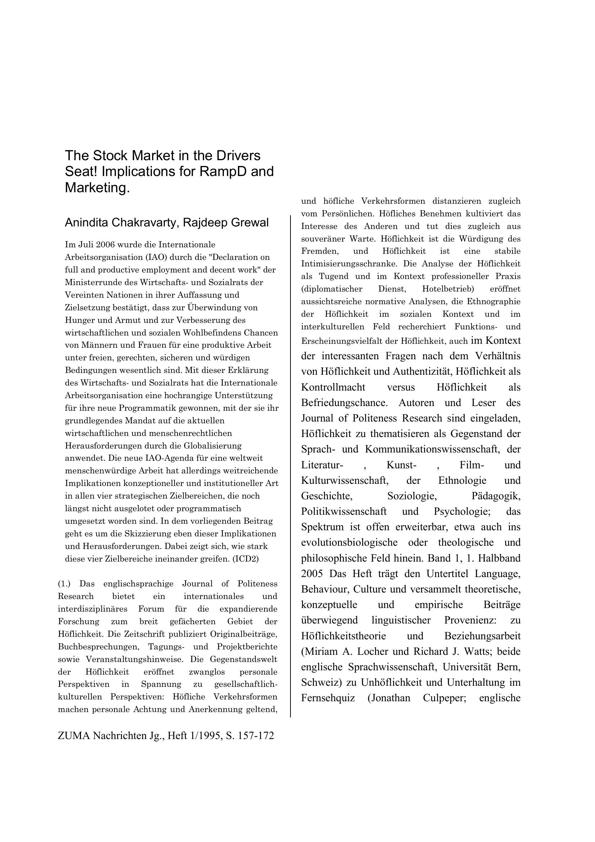 The Stock Market in the Drivers
Seat! Implications for RampD and
Marketing.
Anindita Chakravarty, Rajdeep Grewal
Im Juli 2006 wurde die Internationale
Arbeitsorganisation (IAO) durch die "Declaration on
full and productive employment and decent work" der
Ministerrunde des Wirtschafts- und Sozialrats der
Vereinten Nationen in ihrer Auffassung und
Zielsetzung bestätigt, dass zur Überwindung von
Hunger und Armut und zur Verbesserung des
wirtschaftlichen und sozialen Wohlbefindens Chancen
von Männern und Frauen für eine produktive Arbeit
unter freien, gerechten, sicheren und würdigen
Bedingungen wesentlich sind. Mit dieser Erklärung
des Wirtschafts- und Sozialrats hat die Internationale
Arbeitsorganisation eine hochrangige Unterstützung
für ihre neue Programmatik gewonnen, mit der sie ihr
grundlegendes Mandat auf die aktuellen
wirtschaftlichen und menschenrechtlichen
Herausforderungen durch die Globalisierung
anwendet. Die neue IAO-Agenda für eine weltweit
menschenwürdige Arbeit hat allerdings weitreichende
Implikationen konzeptioneller und institutioneller Art
in allen vier strategischen Zielbereichen, die noch
längst nicht ausgelotet oder programmatisch
umgesetzt worden sind. In dem vorliegenden Beitrag
geht es um die Skizzierung eben dieser Implikationen
und Herausforderungen. Dabei zeigt sich, wie stark
diese vier Zielbereiche ineinander greifen. (ICD2)
(1.) Das englischsprachige Journal of Politeness
Research bietet ein internationales und
interdisziplinäres Forum für die expandierende
Forschung zum breit gefächerten Gebiet der
Höflichkeit. Die Zeitschrift publiziert Originalbeiträge,
Buchbesprechungen, Tagungs- und Projektberichte
sowie Veranstaltungshinweise. Die Gegenstandswelt
der Höflichkeit eröffnet zwanglos personale
Perspektiven in Spannung zu gesellschaftlich-
kulturellen Perspektiven: Höfliche Verkehrsformen
machen personale Achtung und Anerkennung geltend,
und höfliche Verkehrsformen distanzieren zugleich
vom Persönlichen. Höfliches Benehmen kultiviert das
Interesse des Anderen und tut dies zugleich aus
souveräner Warte. Höflichkeit ist die Würdigung des
Fremden, und Höflichkeit ist eine stabile
Intimisierungsschranke. Die Analyse der Höflichkeit
als Tugend und im Kontext professioneller Praxis
(diplomatischer Dienst, Hotelbetrieb) eröffnet
aussichtsreiche normative Analysen, die Ethnographie
der Höflichkeit im sozialen Kontext und im
interkulturellen Feld recherchiert Funktions- und
Erscheinungsvielfalt der Höflichkeit, auch im Kontext
der interessanten Fragen nach dem Verhältnis
von Höflichkeit und Authentizität, Höflichkeit als
Kontrollmacht versus Höflichkeit als
Befriedungschance. Autoren und Leser des
Journal of Politeness Research sind eingeladen,
Höflichkeit zu thematisieren als Gegenstand der
Sprach- und Kommunikationswissenschaft, der
Literatur- , Kunst- , Film- und
Kulturwissenschaft, der Ethnologie und
Geschichte, Soziologie, Pädagogik,
Politikwissenschaft und Psychologie; das
Spektrum ist offen erweiterbar, etwa auch ins
evolutionsbiologische oder theologische und
philosophische Feld hinein. Band 1, 1. Halbband
2005 Das Heft trägt den Untertitel Language,
Behaviour, Culture und versammelt theoretische,
konzeptuelle und empirische Beiträge
überwiegend linguistischer Provenienz: zu
Höflichkeitstheorie und Beziehungsarbeit
(Miriam A. Locher und Richard J. Watts; beide
englische Sprachwissenschaft, Universität Bern,
Schweiz) zu Unhöflichkeit und Unterhaltung im
Fernsehquiz (Jonathan Culpeper; englische
ZUMA Nachrichten Jg., Heft 1/1995, S. 157-172